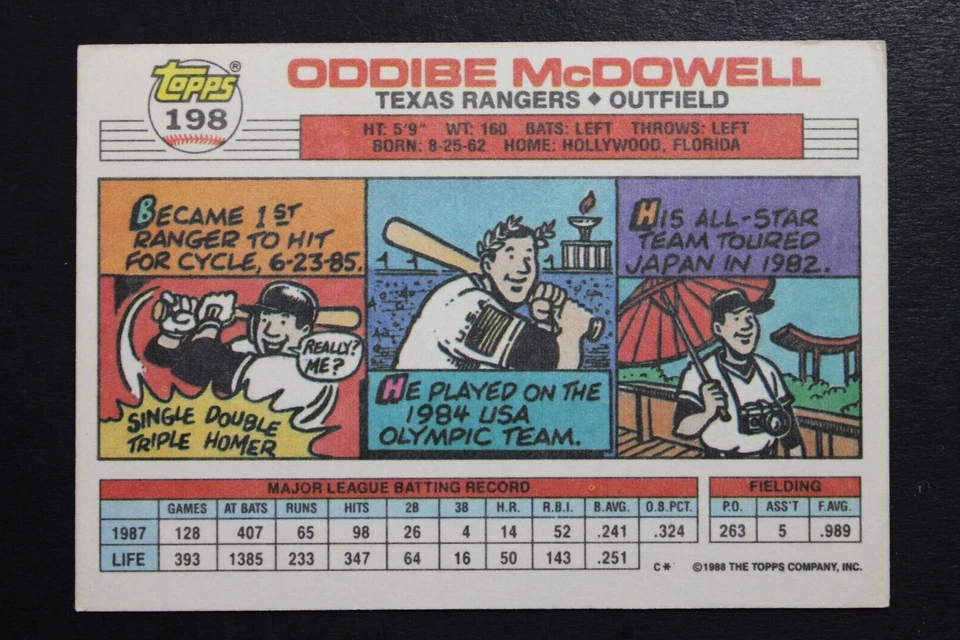 topps®
198
ODDIBE McDOWELL
TEXAS RANGERS ◆ OUTFIELD
HT: 5'9" WT: 160 BATS: LEFT THROWS: LEFT
BORN: 8-25-62 HOME: HOLLYWOOD, FLORIDA
BECAME 1ST
RANGER TO HIT
FOR CYCLE, 6-23-85.
REALLY?
ME?
SINGLE DOUBLE
TRIPLE HOMER
U.S.
HE PLAYED ON THE
1984 USA
OLYMPIC TEAM.
HIS ALL-STAR
TEAM TOURED
JAPAN IN 1982.
MAJOR LEAGUE BATTING RECORD
GAMES AT BATS RUNS HITS 2B 3B H.R. R.B.I. B.AVG. O.B.PCT.
1987 128 407 65 98 26 4 14 52 .241 .324
LIFE 393 1385 233 347 64 16 50 143 .251
FIELDING
P.O. ASS'T F.AVG.
263 5 .989
C* ©1988 THE TOPPS COMPANY, INC.